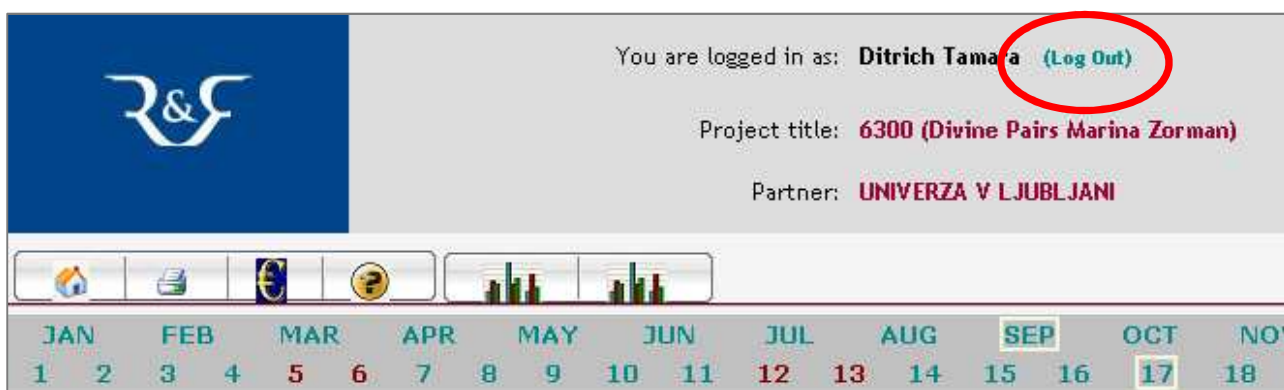 R&R
You are logged in as: Ditrich Tamara (Log Out)
Project title: 6300 (Divine Pairs Marina Zorman)
Partner: UNIVERZA V LJUBLJANI
€ ?
JAN FEB MAR APR MAY JUN JUL AUG SEP OCT NOV
1 2 3 4 5 6 7 8 9 10 11 12 13 14 15 16 17 18